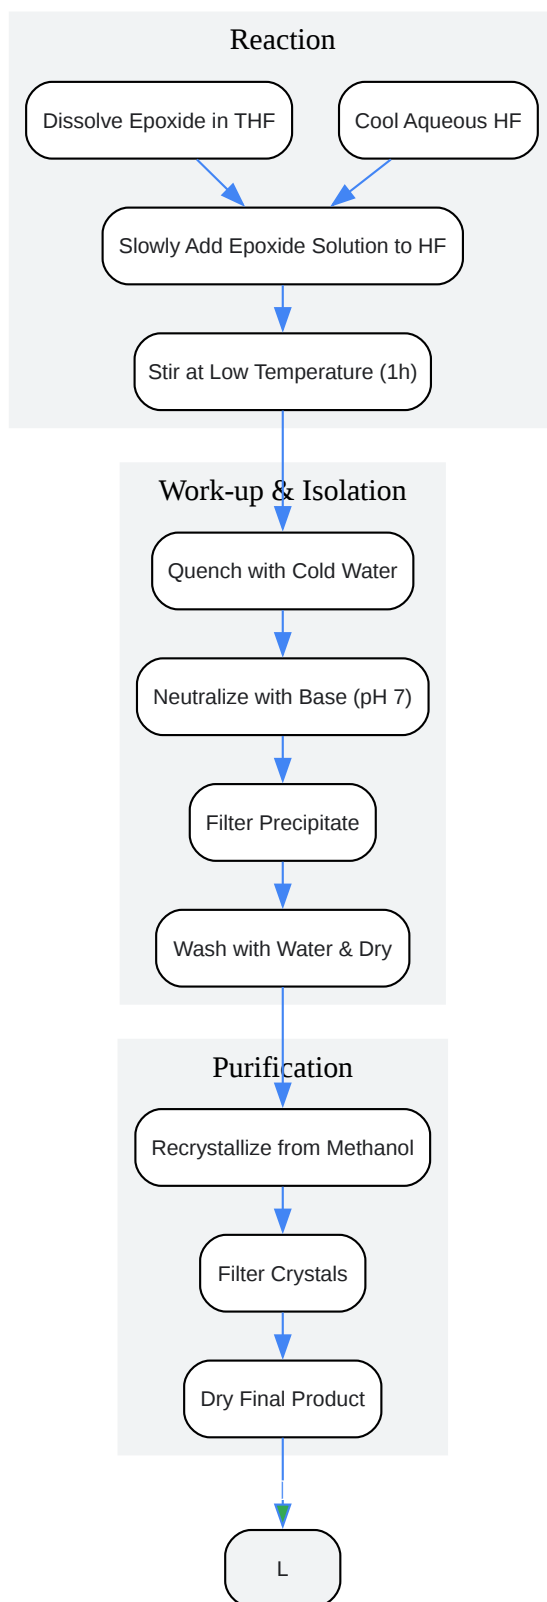 Reaction
Dissolve Epoxide in THF
Cool Aqueous HF
Slowly Add Epoxide Solution to HF
Stir at Low Temperature (1h)
Work-up & Isolation
Quench with Cold Water
Neutralize with Base (pH 7)
Filter Precipitate
Wash with Water & Dry
Purification
Recrystallize from Methanol
Filter Crystals
Dry Final Product
L